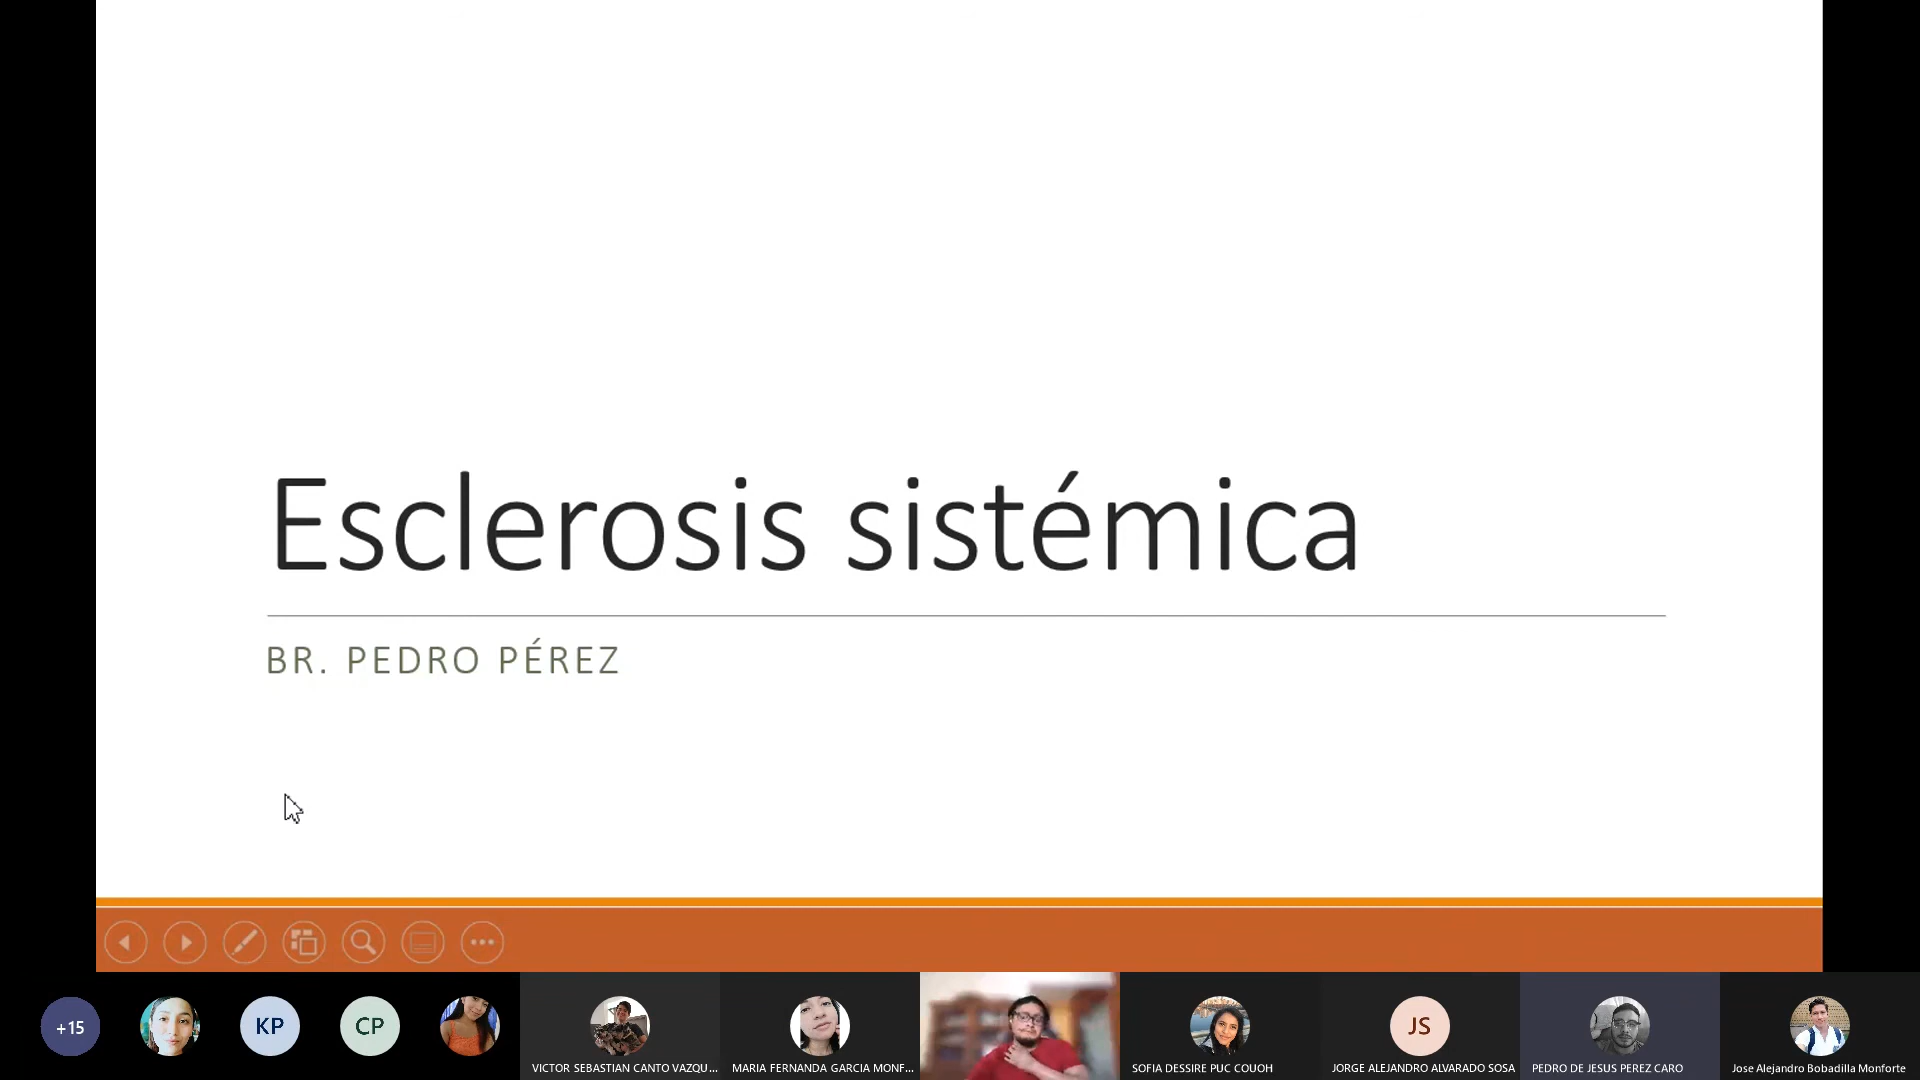 Esclerosis sistémica
BR. PEDRO PÉREZ
+15
KP
CP
JS
VICTOR SEBASTIAN CANTO VAZQU...
MARIA FERNANDA GARCIA MONF...
SOFIA DESSIRE PUC COUOH
JORGE ALEJANDRO ALVARADO SOSA
PEDRO DE JESUS PEREZ CARO
Jose Alejandro Bobadilla Monforte